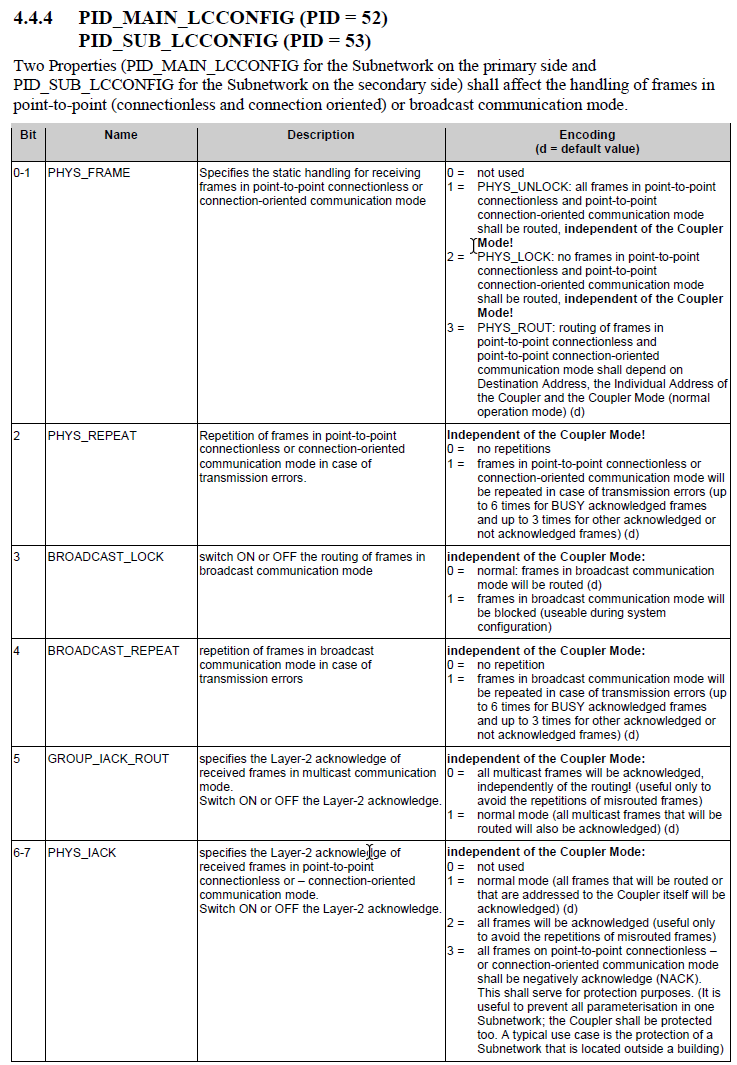 4.4.4 PID_MAIN_LCCONFIG (PID = 52)
PID_SUB_LCCONFIG (PID = 53)
Two Properties (PID_MAIN_LCCONFIG for the Subnetwork on the primary side and
PID_SUB_LCCONFIG for the Subnetwork on the secondary side) shall affect the handling of frames in
point-to-point (connectionless and connection oriented) or broadcast communication mode.
Bit Name Description Encoding
(d = default value)
0-1 PHYS_FRAME
Specifies the static handling for receiving
frames in point-to-point connectionless or
connection-oriented communication mode
0 = not used
1 = PHYS_UNLOCK: all frames in point-to-point
connectionless and point-to-point
connection-oriented communication mode
shall be routed, independent of the Coupler
Mode!
2 = PHYS_LOCK: no frames in point-to-point
connectionless and point-to-point
connection-oriented communication mode
shall be routed, independent of the Coupler
Mode!
3 = PHYS_ROUT: routing of frames in
point-to-point connectionless and
point-to-point connection-oriented
communication mode shall depend on
Destination Address, the Individual Address of
the Coupler and the Coupler Mode (normal
operation mode) (d)
2 PHYS_REPEAT
Repetition of frames in point-to-point
connectionless or connection-oriented
communication mode in case of
transmission errors.
Independent of the Coupler Mode!
0 = no repetitions
1 = frames in point-to-point connectionless or
connection-oriented communication mode will
be repeated in case of transmission errors (up
to 6 times for BUSY acknowledged frames
and up to 3 times for other acknowledged or
not acknowledged frames) (d)
3 BROADCAST_LOCK
switch ON or OFF the routing of frames in
broadcast communication mode
independent of the Coupler Mode:
0 = normal: frames in broadcast communication
mode will be routed (d)
1 = frames in broadcast communication mode will
be blocked (useable during system
configuration)
4 BROADCAST_REPEAT
repetition of frames in broadcast
communication mode in case of
transmission errors
independent of the Coupler Mode:
0 = no repetition
1 = frames in broadcast communication mode will
be repeated in case of transmission errors (up
to 6 times for BUSY acknowledged frames
and up to 3 times for other acknowledged or
not acknowledged frames) (d)
5 GROUP_IACK_ROUT
specifies the Layer-2 acknowledge of
received frames in multicast communication
mode.
Switch ON or OFF the Layer-2 acknowledge.
independent of the Coupler Mode:
0 = all multicast frames will be acknowledged,
independently of the routing! (useful only to
avoid the repetitions of misrouted frames)
1 = normal mode (all multicast frames that will be
routed will also be acknowledged) (d)
6-7 PHYS_IACK
specifies the Layer-2 acknowledge of
received frames in point-to-point
connectionless or – connection-oriented
communication mode.
Switch ON or OFF the Layer-2 acknowledge.
independent of the Coupler Mode:
0 = not used
1 = normal mode (all frames that will be routed or
that are addressed to the Coupler itself will be
acknowledged) (d)
2 = all frames will be acknowledged (useful only
to avoid the repetitions of misrouted frames)
3 = all frames on point-to-point connectionless –
or connection-oriented communication mode
shall be negatively acknowledge (NACK).
This shall serve for protection purposes. (It is
useful to prevent all parameterisation in one
Subnetwork; the Coupler shall be protected
too. A typical use case is the protection of a
Subnetwork that is located outside a building)